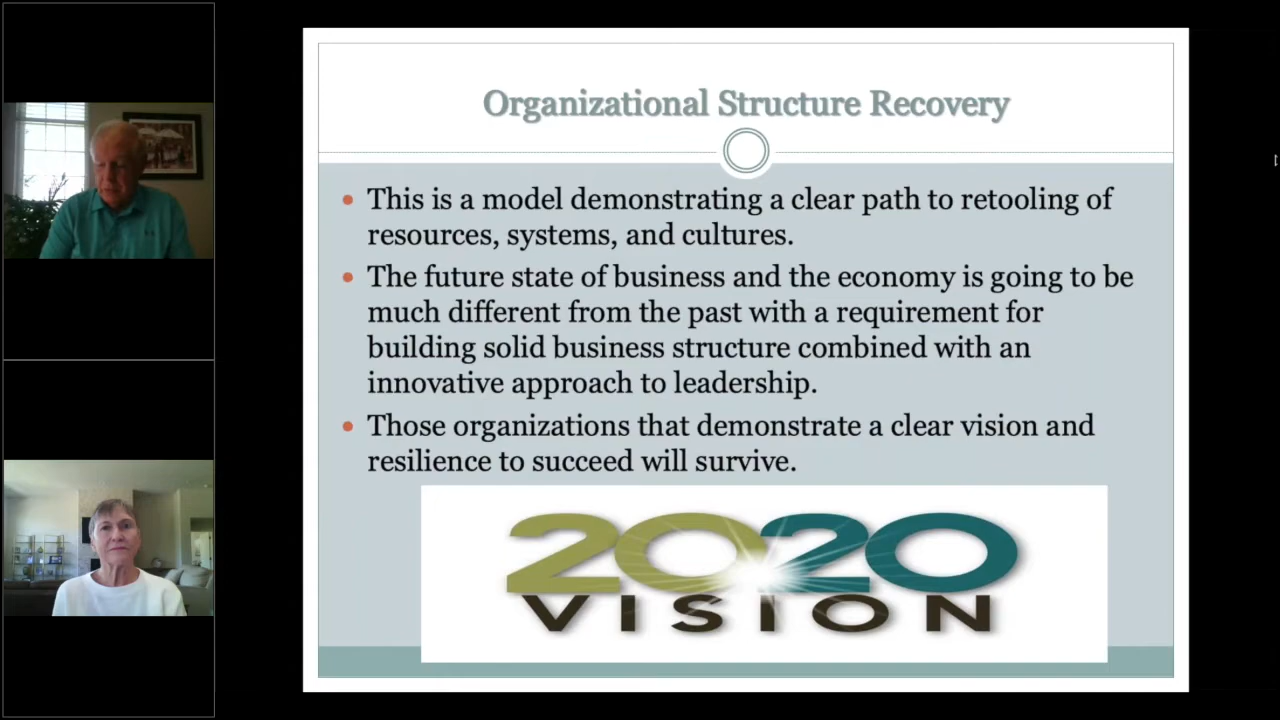 Organizational Structure Recovery
This is a model demonstrating a clear path to retooling of
resources, systems, and cultures.
The future state of business and the economy is going to be
much different from the past with a requirement for
building solid business structure combined with an
innovative approach to leadership.
Those organizations that demonstrate a clear vision and
resilience to succeed will survive.
2020
VISION